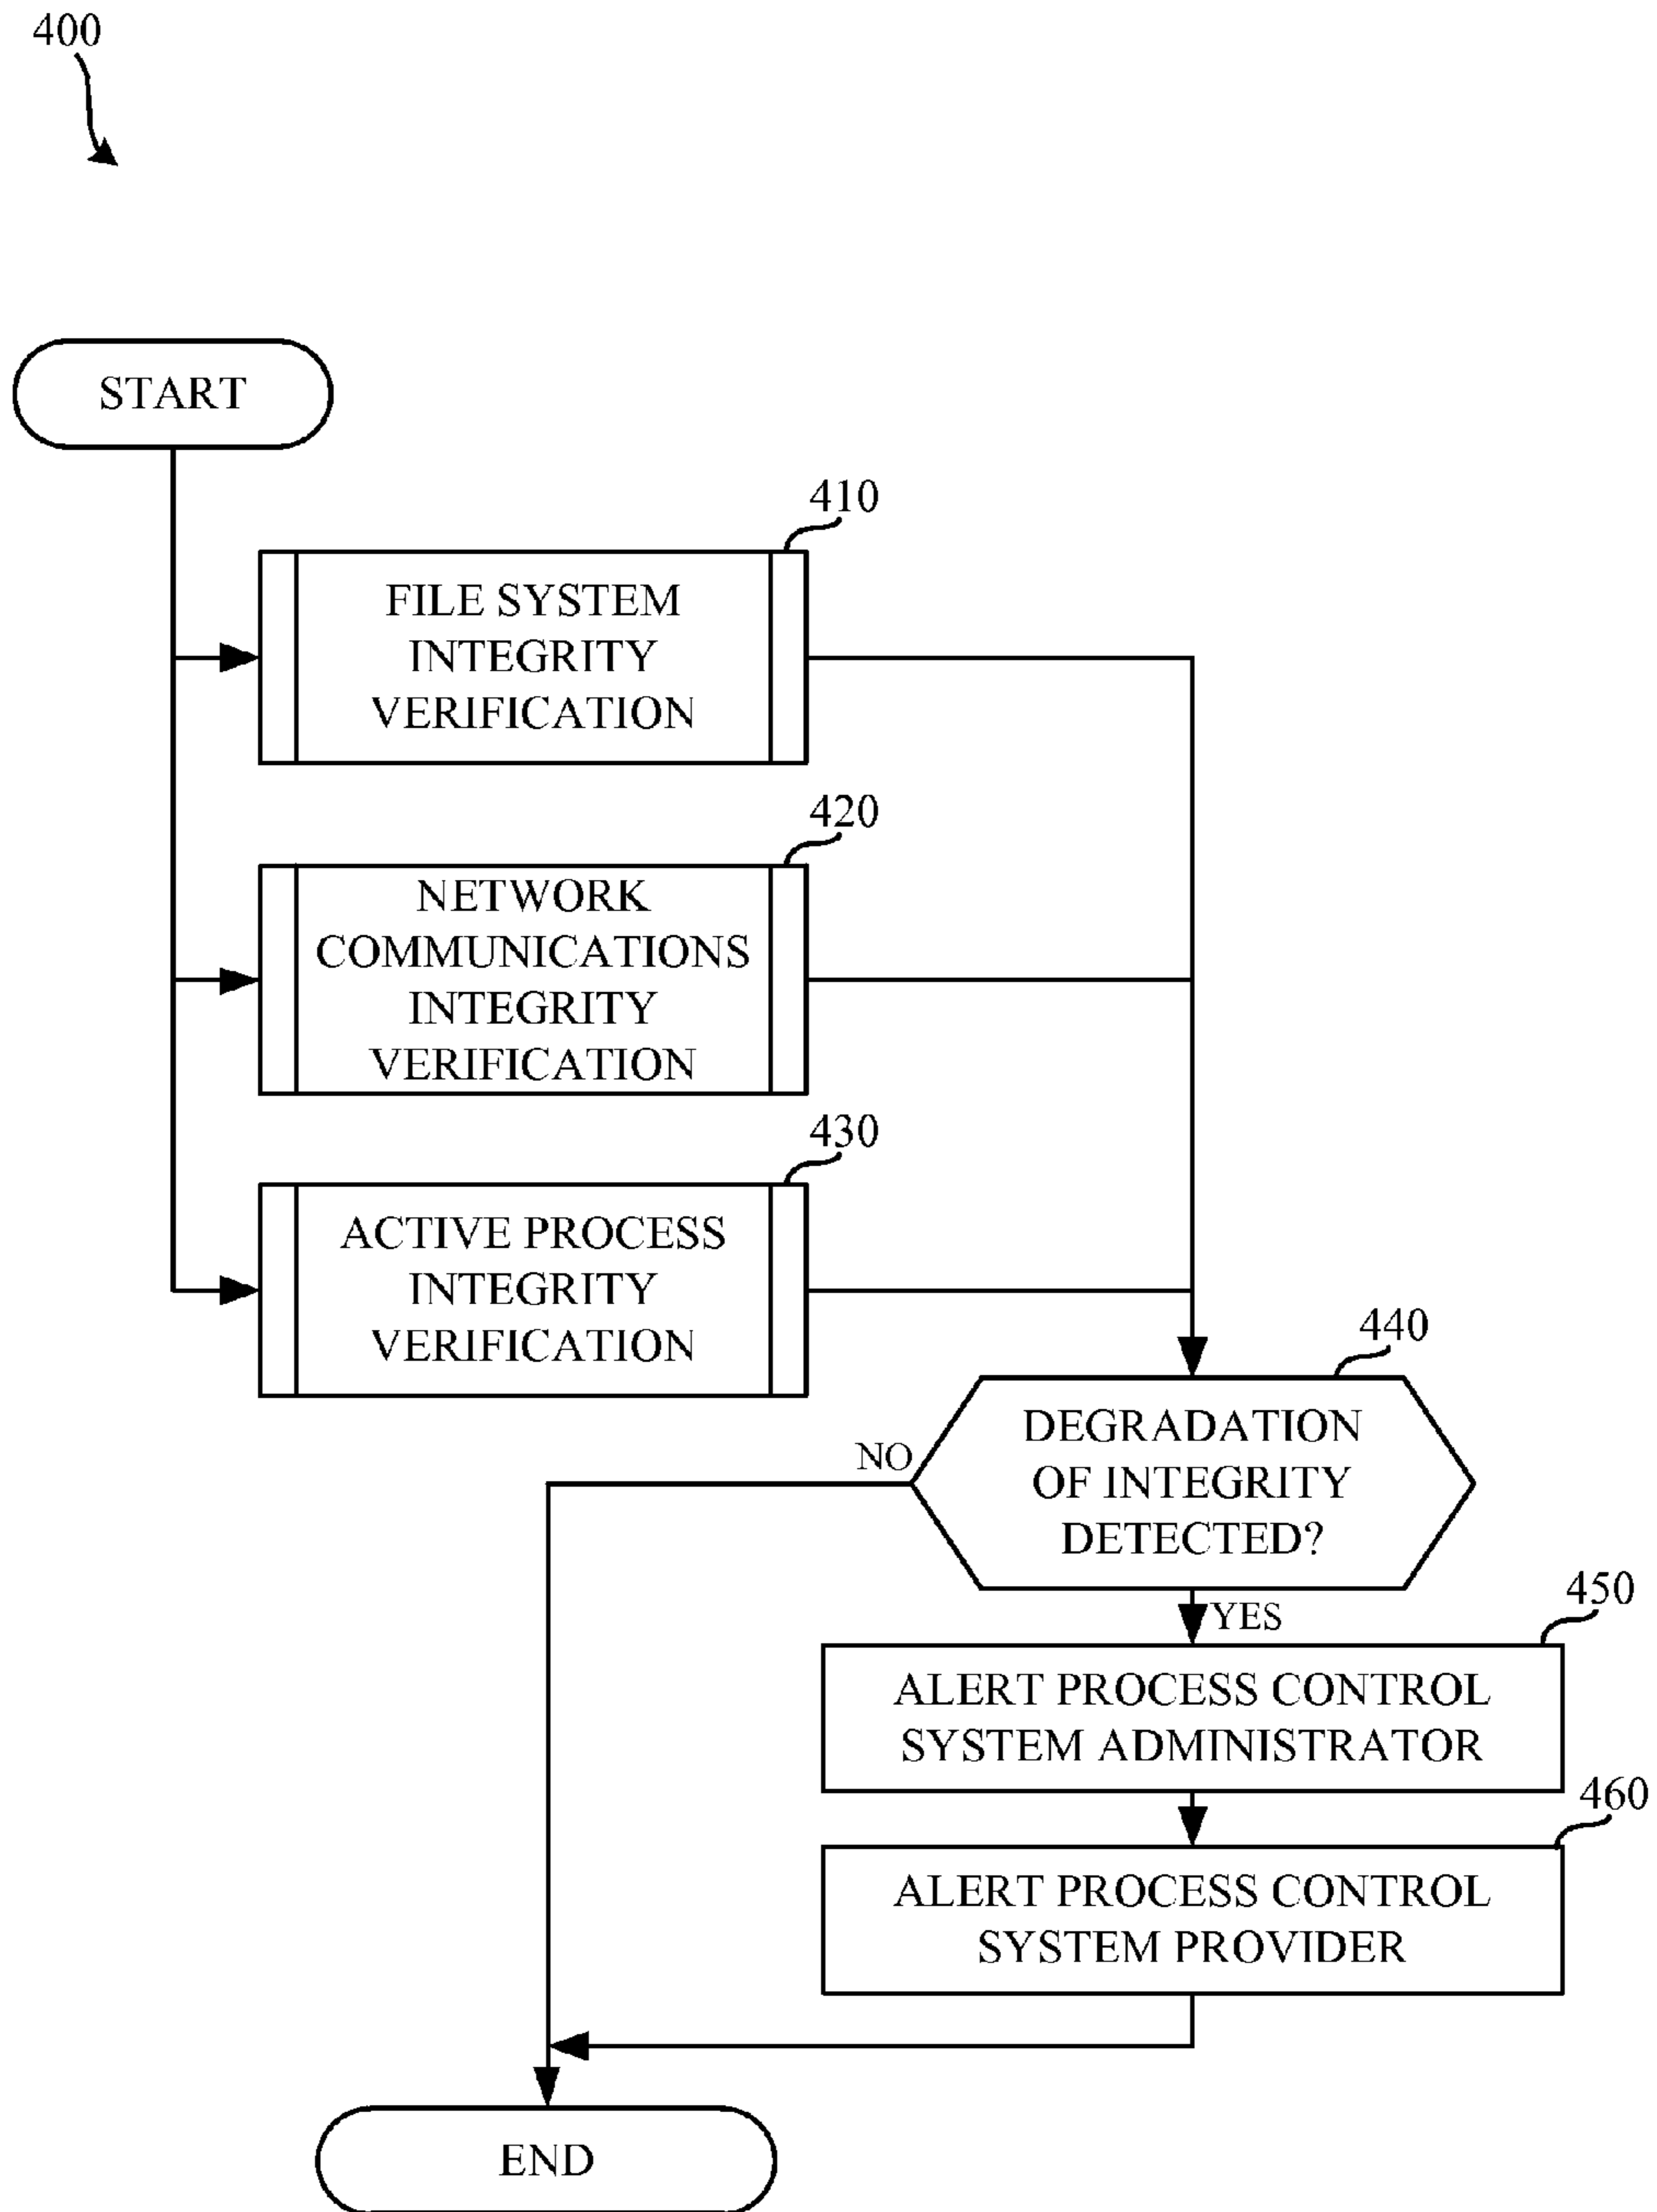 400
START
410
FILE SYSTEM
INTEGRITY
VERIFICATION
420
NETWORK
COMMUNICATIONS
INTEGRITY
VERIFICATION
430
ACTIVE PROCESS
INTEGRITY
VERIFICATION
440
DEGRADATION
OF INTEGRITY
DETECTED?
NO
YES
450
ALERT PROCESS CONTROL
SYSTEM ADMINISTRATOR
460
ALERT PROCESS CONTROL
SYSTEM PROVIDER
END